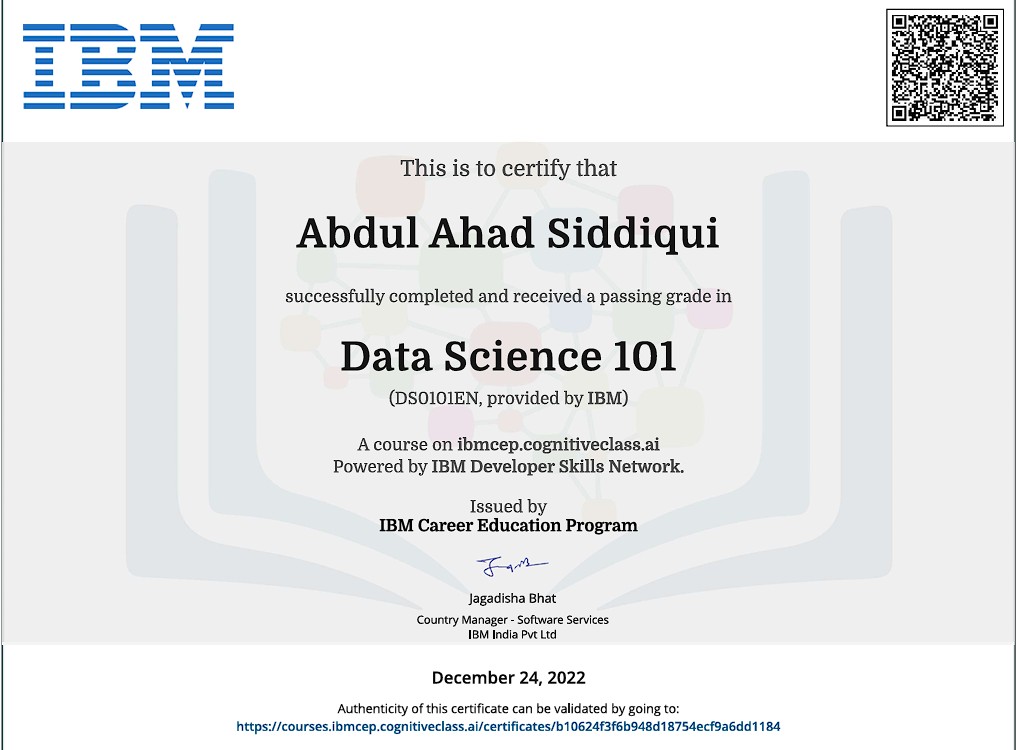 IBM
This is to certify that
Abdul Ahad Siddiqui
successfully completed and received a passing grade in
Data Science 101
(DS0101EN, provided by IBM)
A course on ibmcep.cognitiveclass.ai
Powered by IBM Developer Skills Network.
Issued by
IBM Career Education Program
Jagadisha Bhat
Country Manager - Software Services
IBM India Pvt Ltd
December 24, 2022
Authenticity of this certificate can be validated by going to:
https://courses.ibmcep.cognitiveclass.ai/certificates/b10624f3f6b948d18754ecf9a6dd1184